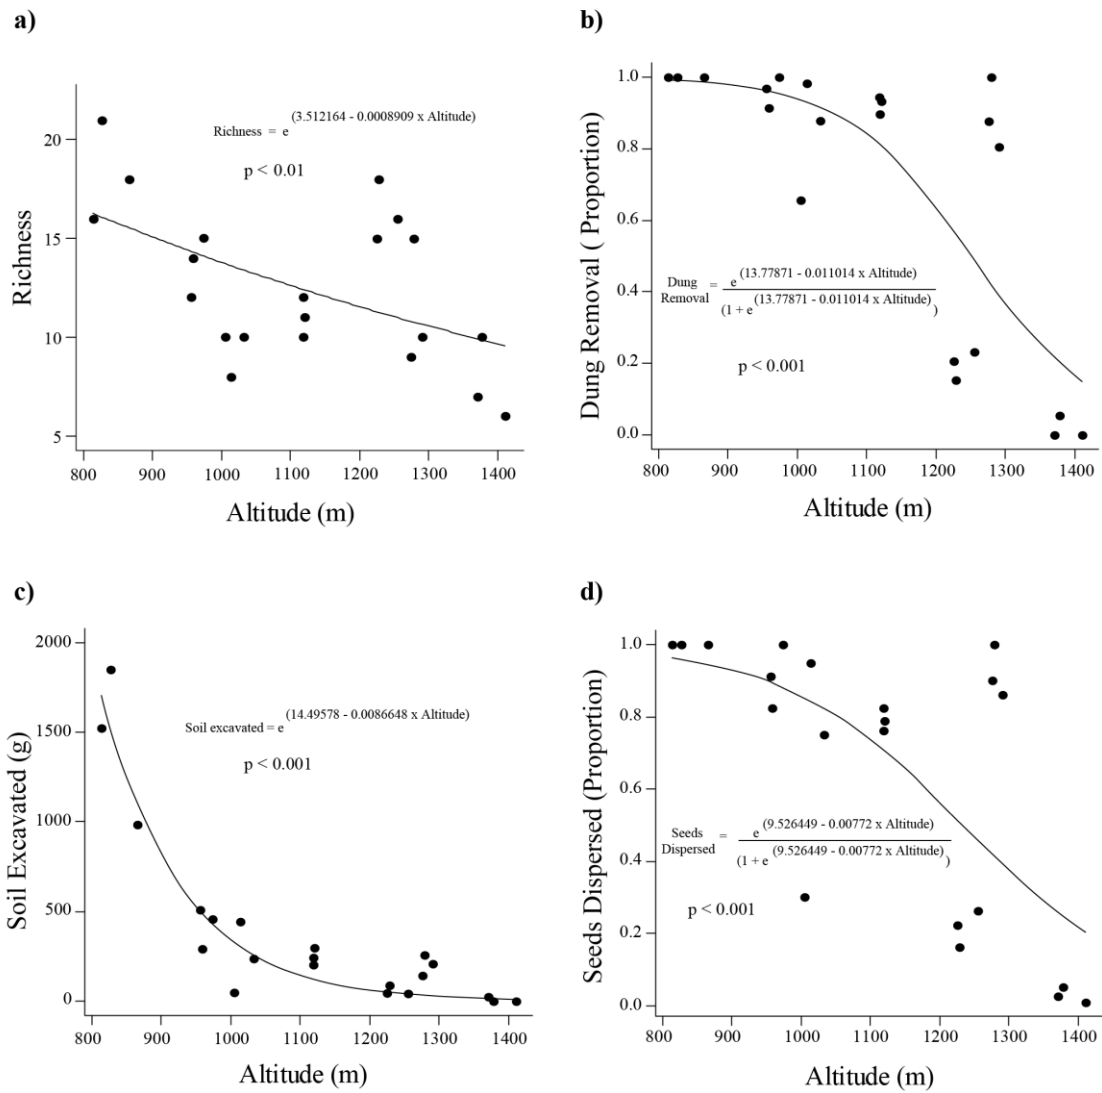 a)
Richness = e (3.512164 - 0.0008909 x Altitude)
p < 0.01
20
15
10
5
Richness
800 900 1000 1100 1200 1300 1400
Altitude (m)
b)
1.0
0.8
0.6
0.4
0.2
0.0
Dung Removal ( Proportion)
Dung Removal = e (13.77871 - 0.011014 x Altitude)
(1 + e (13.77871 - 0.011014 x Altitude) )
p < 0.001
800 900 1000 1100 1200 1300 1400
Altitude (m)
c)
2000
1500
1000
500
0
Soil Excavated (g)
Soil excavated = e (14.49578 - 0.0086648 x Altitude)
p < 0.001
800 900 1000 1100 1200 1300 1400
Altitude (m)
d)
1.0
0.8
0.6
0.4
0.2
0.0
Seeds Dispersed (Proportion)
Seeds Dispersed = e (9.526449 - 0.00772 x Altitude)
(1 + e (9.526449 - 0.00772 x Altitude) )
p < 0.001
800 900 1000 1100 1200 1300 1400
Altitude (m)